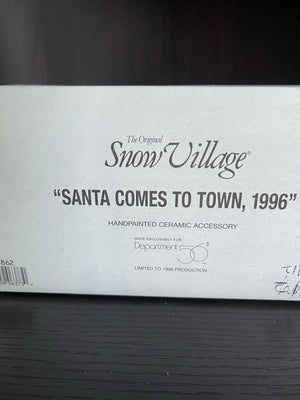 The Original
Snow Village®
"SANTA COMES TO TOWN, 1996"
HANDPAINTED CERAMIC ACCESSORY
MADE EXCLUSIVELY FOR
Department 56®
LIMITED TO 1996 PRODUCTION
862